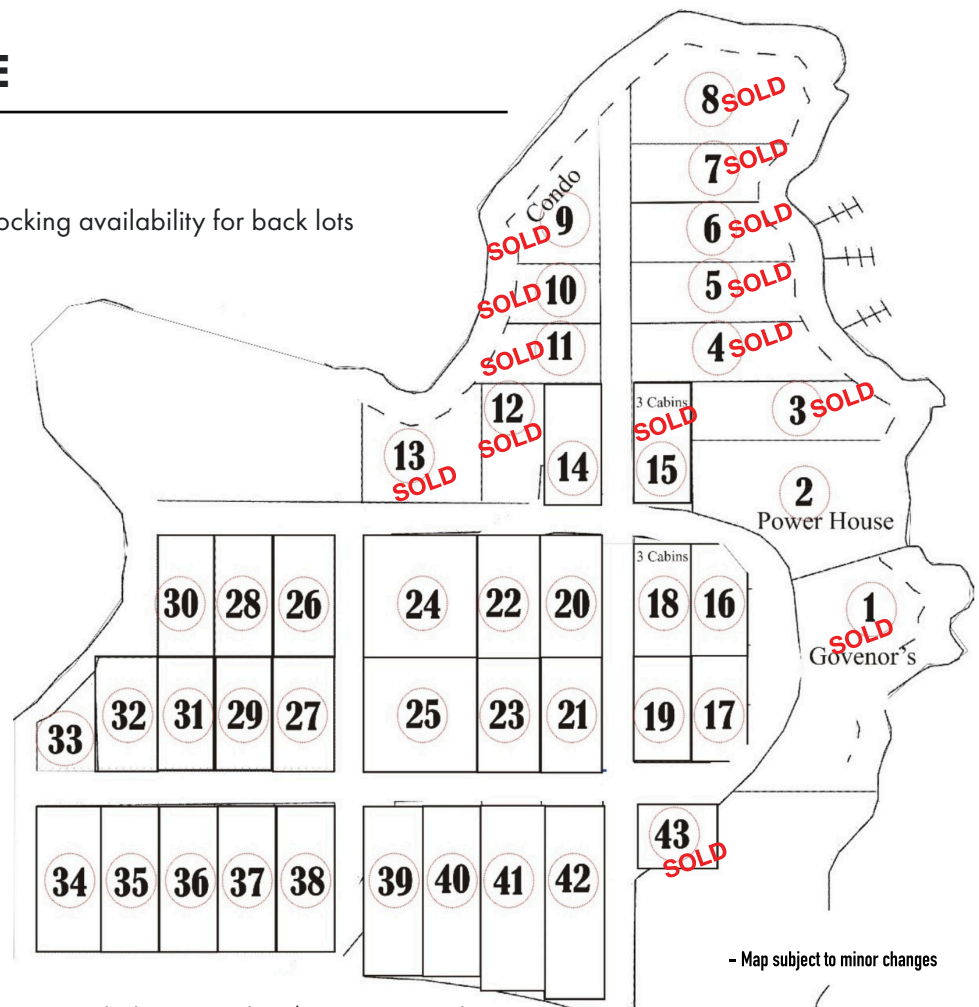 E
ocking availability for back lots
8 SOLD
7 SOLD
Condo
9
SOLD
6 SOLD
SOLD 10
5 SOLD
SOLD 11
4 SOLD
12
SOLD
3 Cabins
SOLD
15
3 SOLD
13
SOLD
14
2
Power House
30
28
26
24
22
20
3 Cabins
18
16
1
SOLD
Govenor's
33
32
31
29
27
25
23
21
19
17
34
35
36
37
38
39
40
41
42
43
SOLD
- Map subject to minor changes